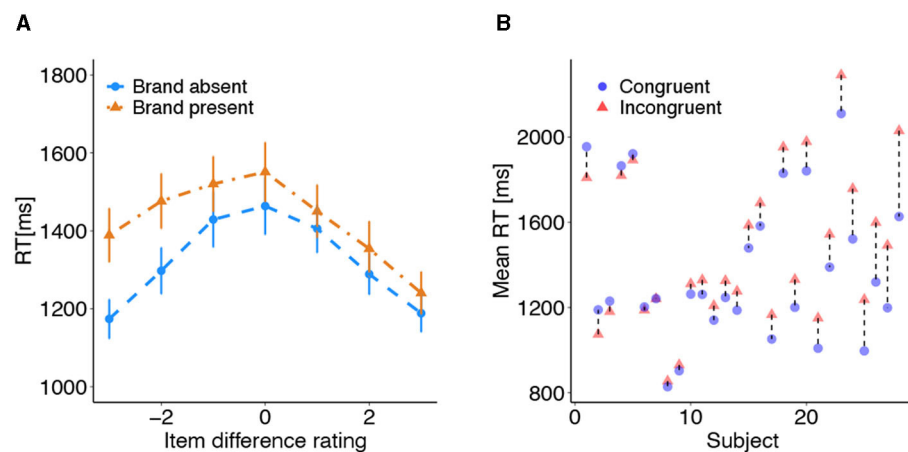 A
B
1800
1600
1400
1200
1000
RT[ms]
Brand absent
Brand present
−2
0
2
Item difference rating
2000
1600
1200
800
Mean RT [ms]
Congruent
Incongruent
0
10
20
Subject